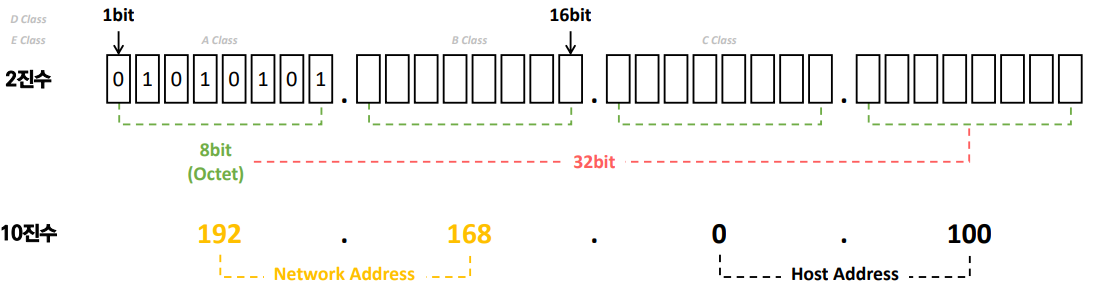 D Class
E Class
1bit
16bit
A Class
B Class
C Class
2진수
0 1 0 1 0 1 0 1 . . .
8bit
(Octet)
32bit
10진수
192 . 168 . 0 . 100
Network Address
Host Address